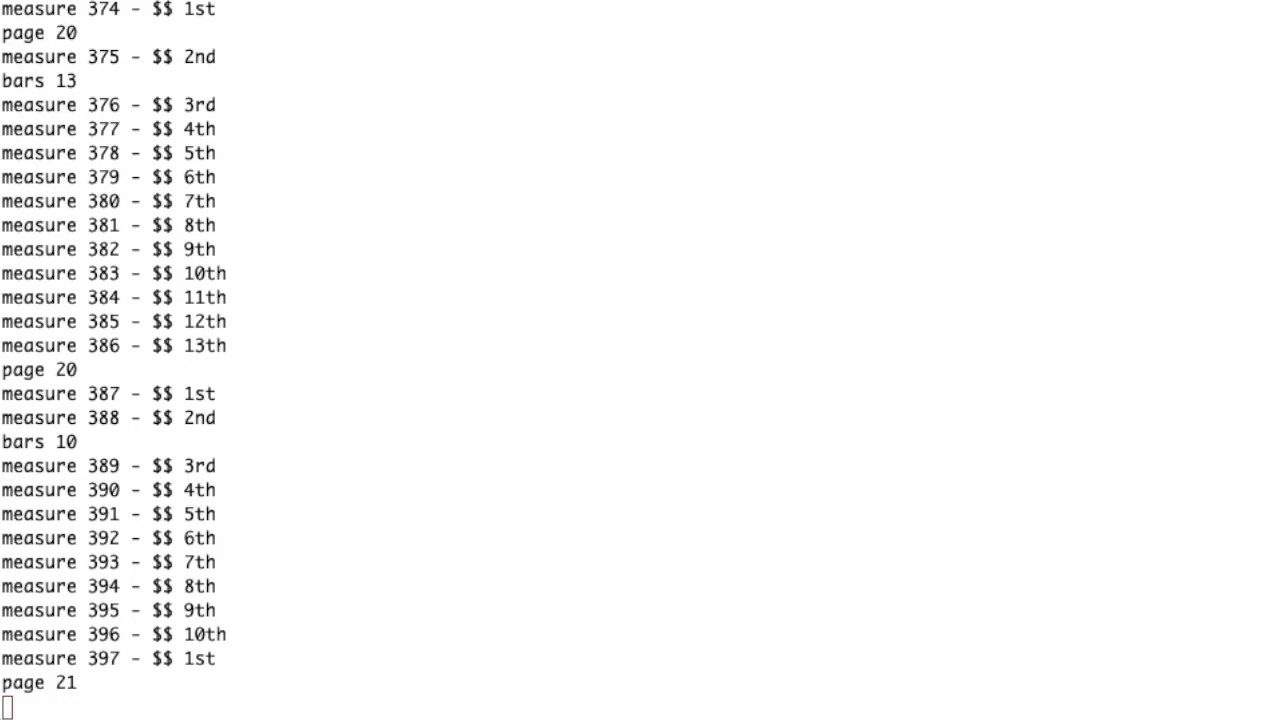 measure 374 - $$ 1st
page 20
measure 375 - $$ 2nd
bars 13
measure 376 - $$ 3rd
measure 377 - $$ 4th
measure 378 - $$ 5th
measure 379 - $$ 6th
measure 380 - $$ 7th
measure 381 - $$ 8th
measure 382 - $$ 9th
measure 383 - $$ 10th
measure 384 - $$ 11th
measure 385 - $$ 12th
measure 386 - $$ 13th
page 20
measure 387 - $$ 1st
measure 388 - $$ 2nd
bars 10
measure 389 - $$ 3rd
measure 390 - $$ 4th
measure 391 - $$ 5th
measure 392 - $$ 6th
measure 393 - $$ 7th
measure 394 - $$ 8th
measure 395 - $$ 9th
measure 396 - $$ 10th
measure 397 - $$ 1st
page 21